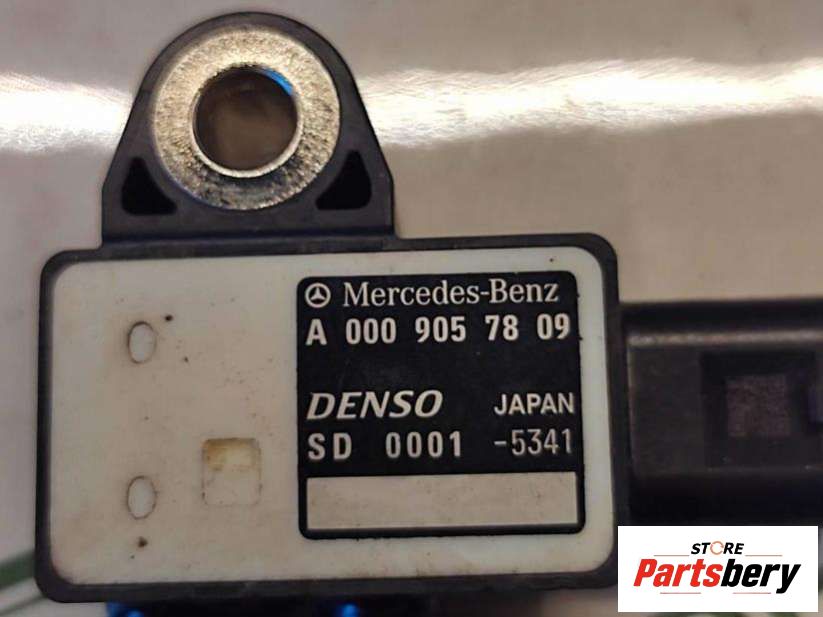 Mercedes-Benz
A 000 905 78 09
DENSO JAPAN
SD 0001 -5341
STORE
Partsbery